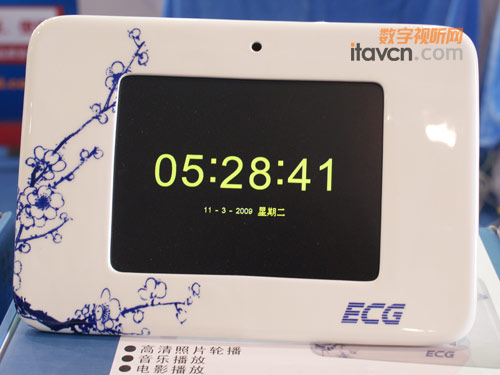 数字视听网
itavcn.com
05:28:41
11 - 3 - 2009 星期二
ECG
● 高清照片轮播
● 音乐播放
● 电影播放
ECG